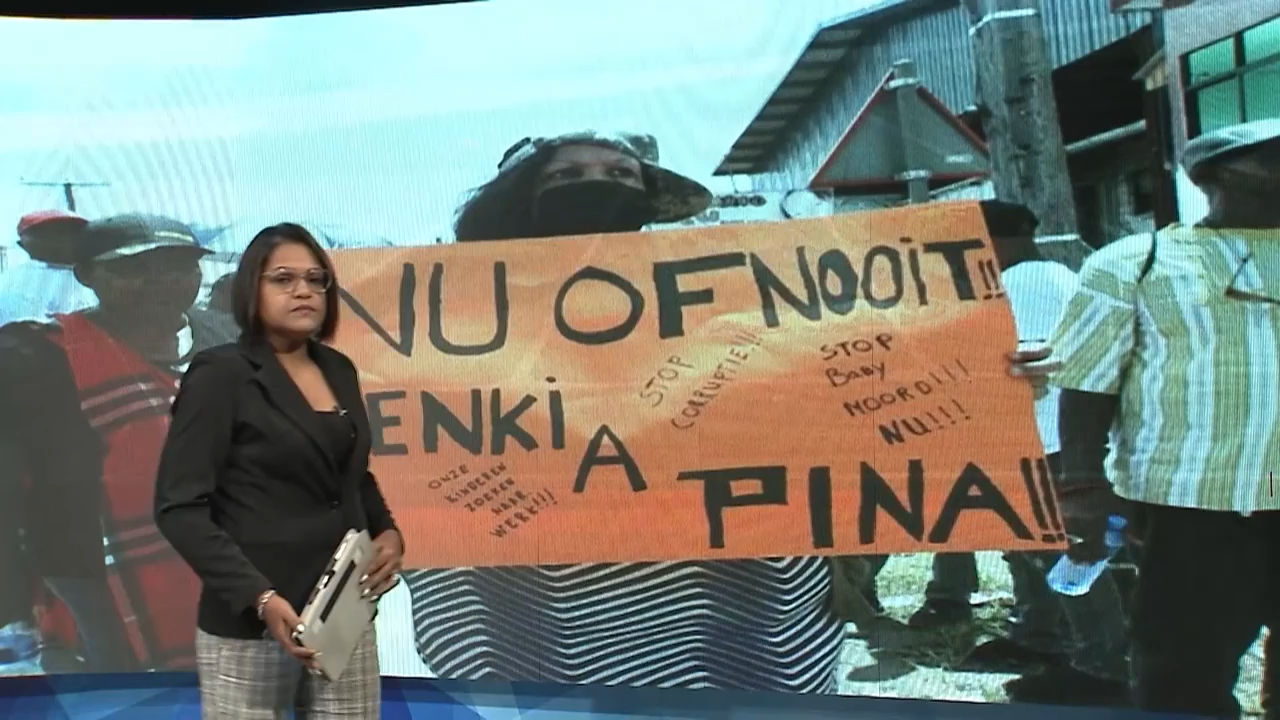 NU OF NOOIT!!
ENKI
A
PINA!!!
STOP
CORRUPTIE!!
STOP
Baby
MOORD!!!
NU!!!
ONZE
KINDEREN
ZOEKEN
NAAR
WERK!!!